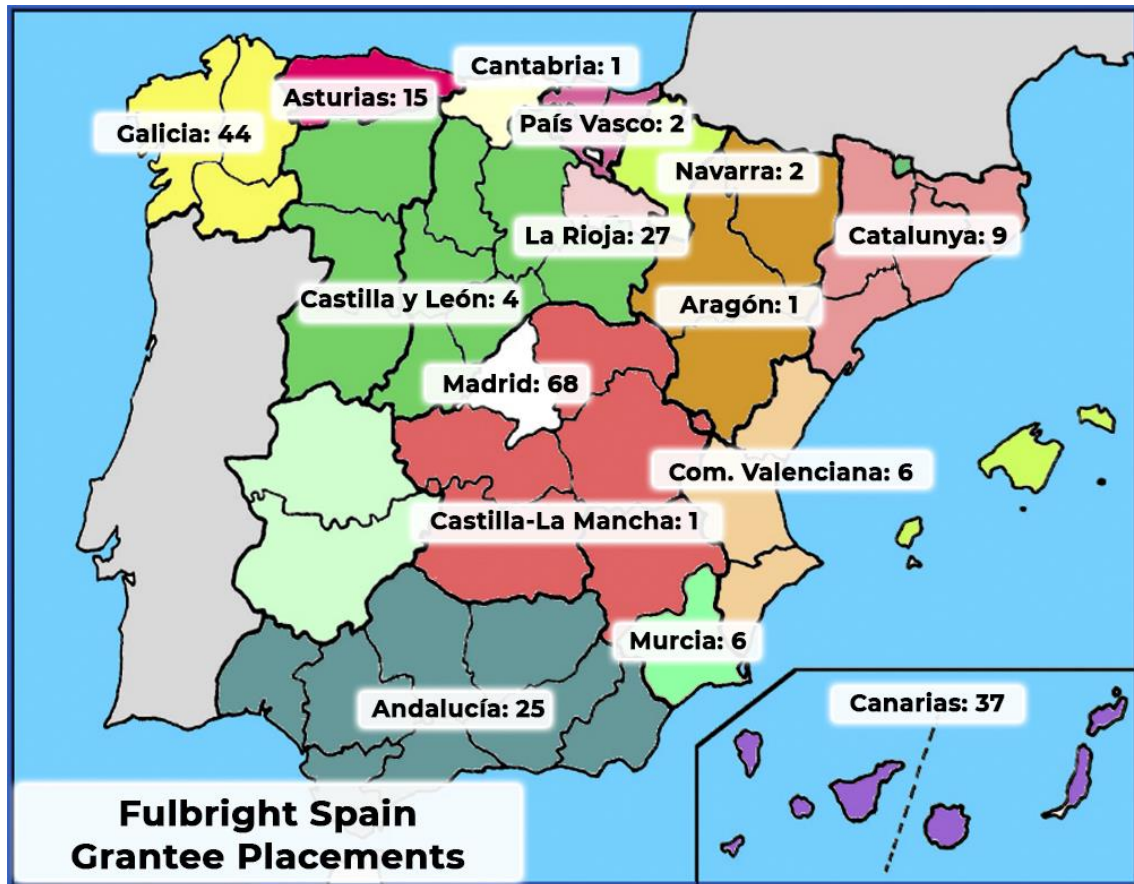 Cantabria: 1
Asturias: 15
País Vasco: 2
Galicia: 44
Navarra: 2
La Rioja: 27
Catalunya: 9
Castilla y León: 4
Aragón: 1
Madrid: 68
Com. Valenciana: 6
Castilla-La Mancha: 1
Murcia: 6
Andalucía: 25
Canarias: 37
Fulbright Spain
Grantee Placements